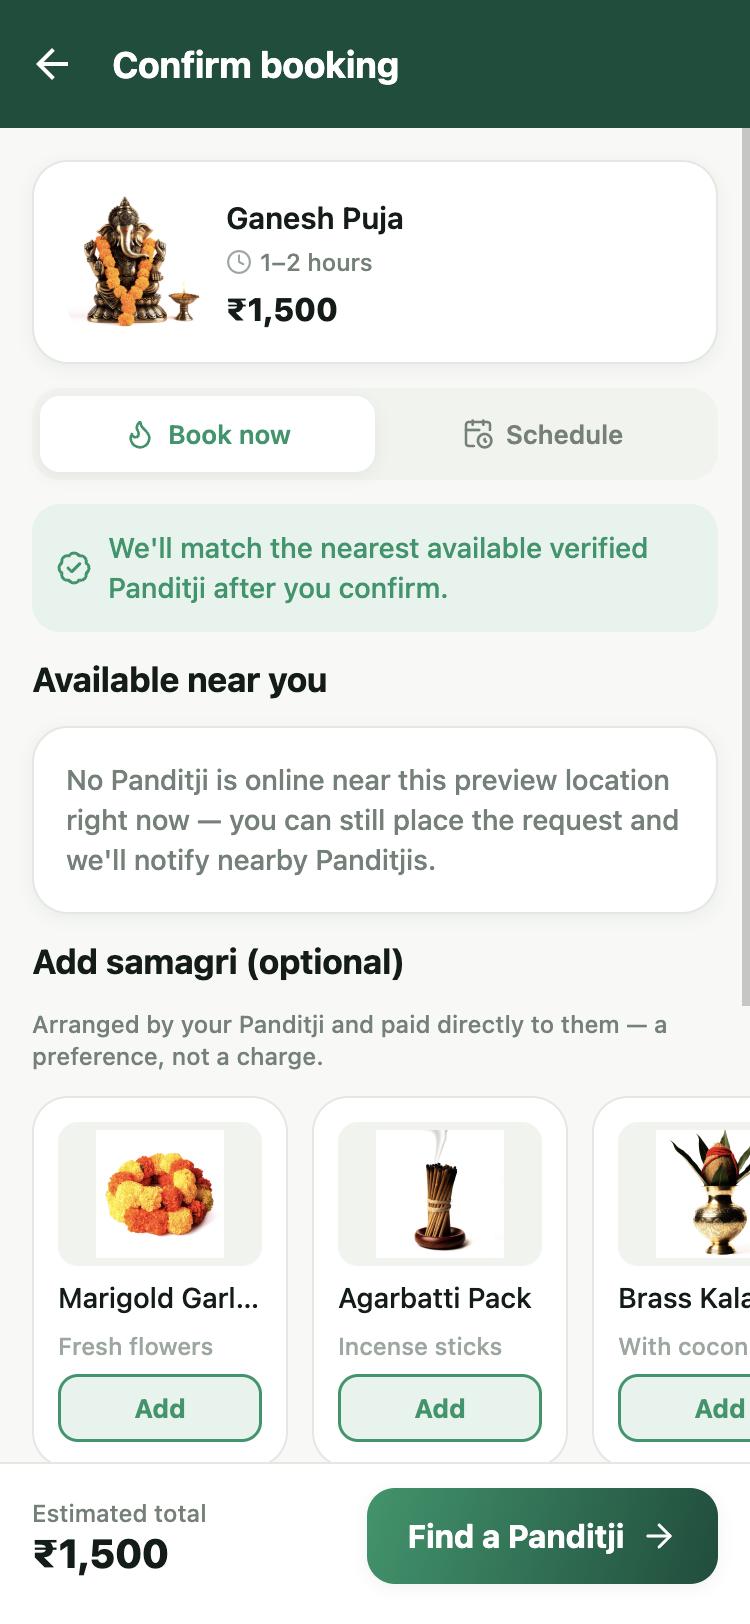 Confirm booking
Ganesh Puja
1–2 hours
₹1,500
Book now
Schedule
We'll match the nearest available verified
Panditji after you confirm.
Available near you
No Panditji is online near this preview location
right now — you can still place the request and
we'll notify nearby Panditjis.
Add samagri (optional)
Arranged by your Panditji and paid directly to them — a
preference, not a charge.
Marigold Garl...
Fresh flowers
Add
Agarbatti Pack
Incense sticks
Add
Brass Kala
With cocon
Add
Estimated total
₹1,500
Find a Panditji